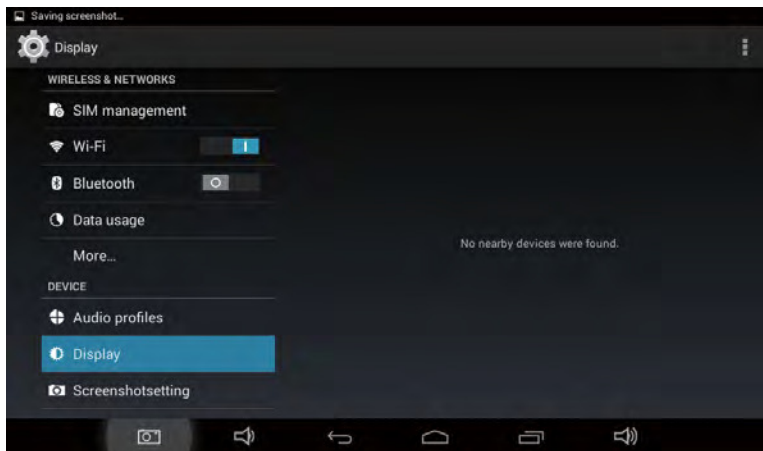 Saving screenshot...
Display
WIRELESS & NETWORKS
SIM management
Wi-Fi
Bluetooth
Data usage
More...
No nearby devices were found.
DEVICE
Audio profiles
Display
Screenshotsetting